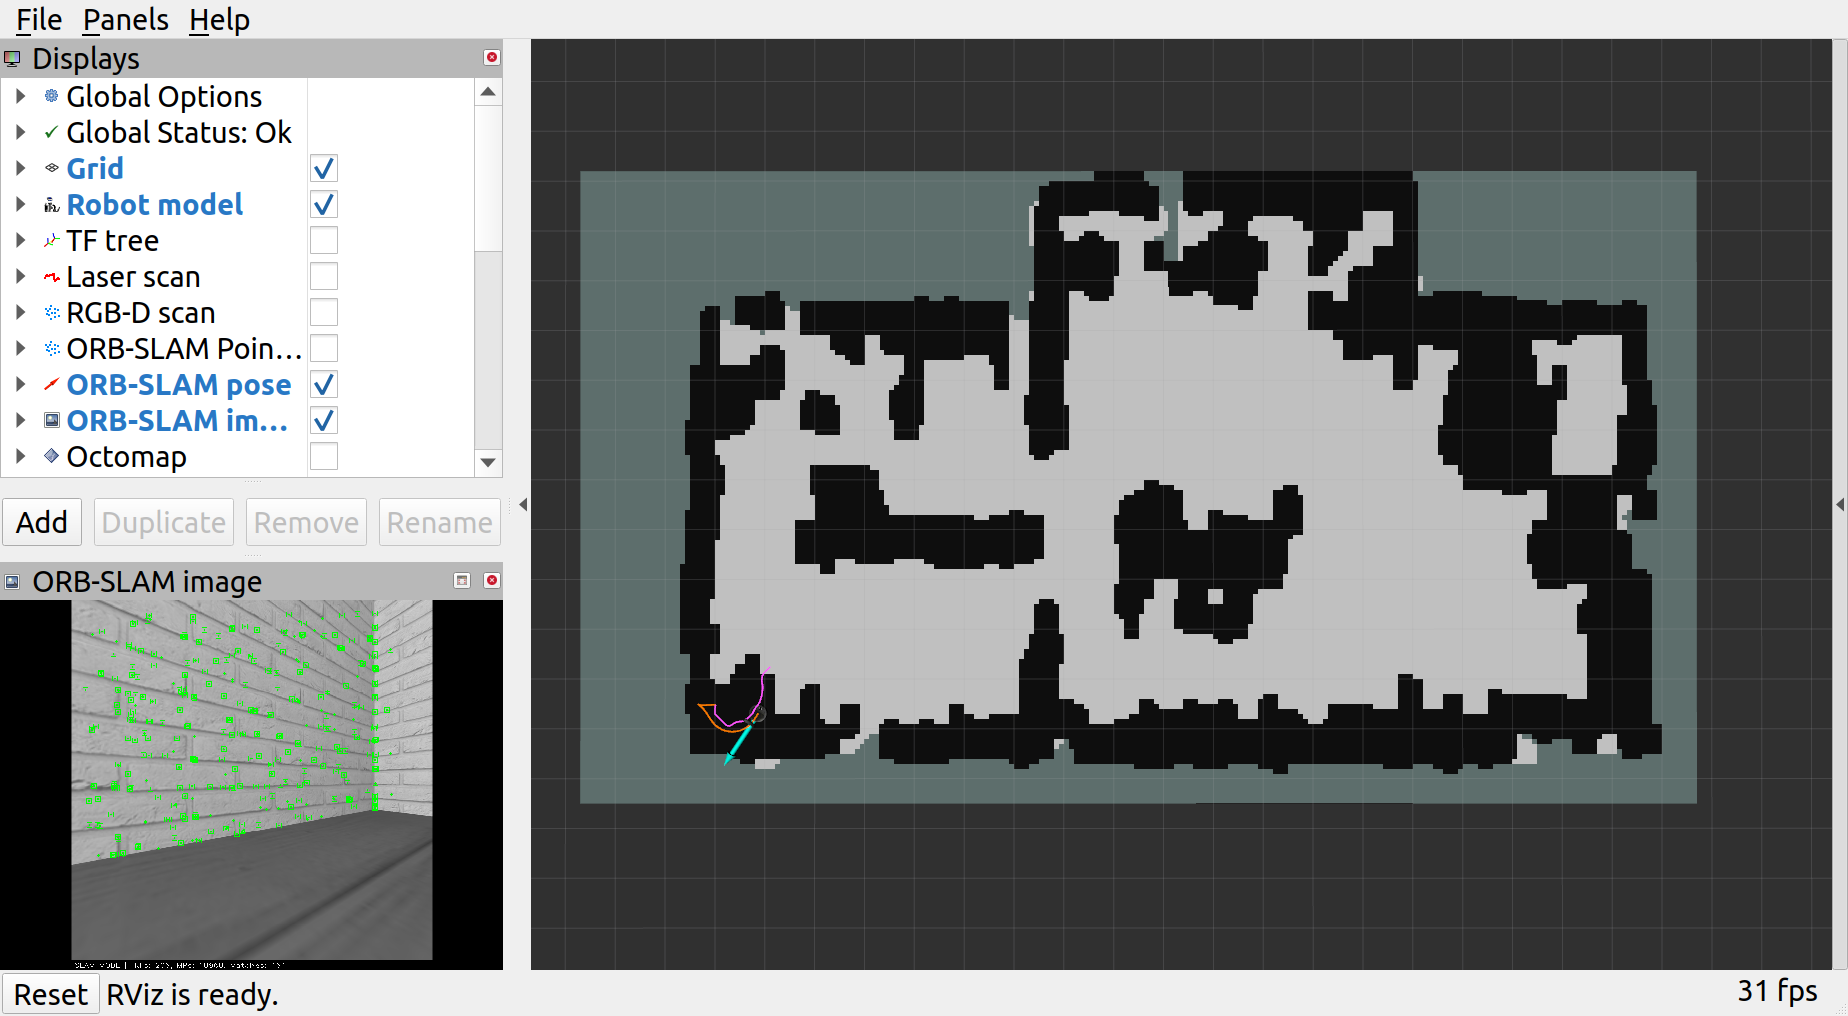 File Panels Help
Displays
Global Options
Global Status: Ok
Grid
Robot model
TF tree
Laser scan
RGB-D scan
ORB-SLAM Poin...
ORB-SLAM pose
ORB-SLAM im...
Octomap
Add Duplicate Remove Rename
ORB-SLAM image
SLAM MODE |
Reset RViz is ready. 31 fps